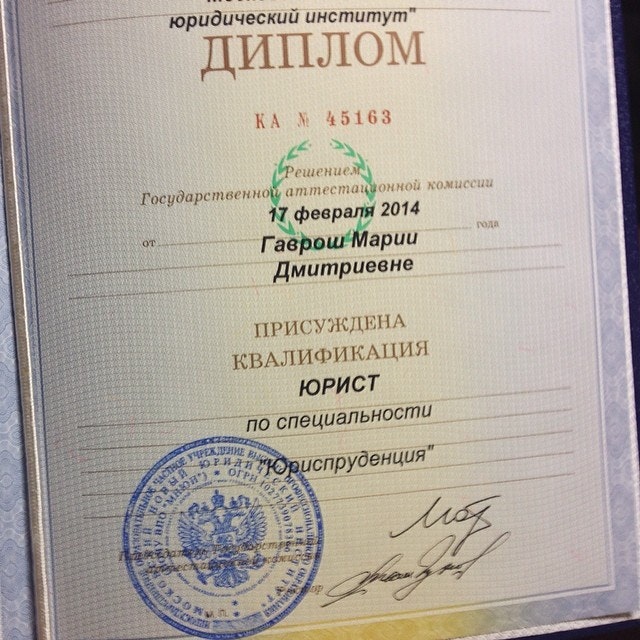 юридический институт"
ДИПЛОМ
КА № 45163
Решением
Государственной аттестационной комиссии
17 февраля 2014
от года
Гаврош Марии
Дмитриевне
ПРИСУЖДЕНА
КВАЛИФИКАЦИЯ
ЮРИСТ
по специальности
"Юриспруденция"
М.П.